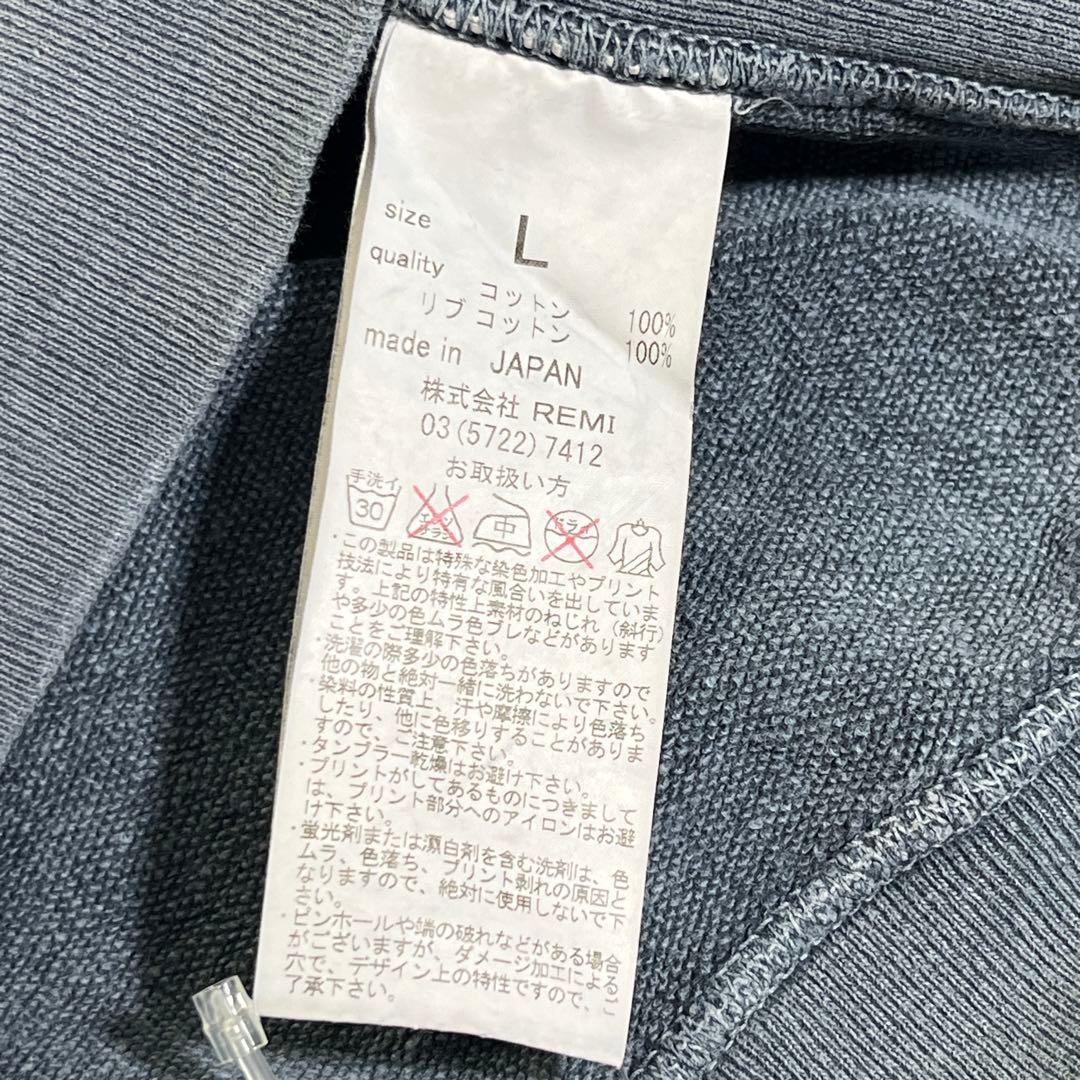 size L
quality コットン 100%
リブコットン 100%
made in JAPAN
株式会社 REMI
03(5722)7412
お取扱い方
手洗イ 30 エンソサラシ 中 ドライ
・この製品は特殊な染色加工やプリント
技法により特有な風合いを出していま
す。上記の特性上素材のねじれ（斜行）
や多少の色ムラ色ブレなどがあります
ことをご理解下さい。
・洗濯の際多少の色落ちがありますので
他の物と絶対一緒に洗わないで下さい。
・染料の性質上、汗や摩擦により色落ち
したり、他に色移りすることがありま
すので、ご注意下さい。
・タンブラー乾燥はお避け下さい。
・プリントがしてあるものにつきまして
は、プリント部分へのアイロンはお避
け下さい。
・蛍光剤または漂白剤を含む洗剤は、色
ムラ、色落ち、プリント剥れの原因と
なりますので、絶対に使用しないで下
さい。
・ピンホールや端の破れなどがある場合
がございますが、ダメージ加工による
穴で、デザイン上の特性ですので、ご
了承下さい。